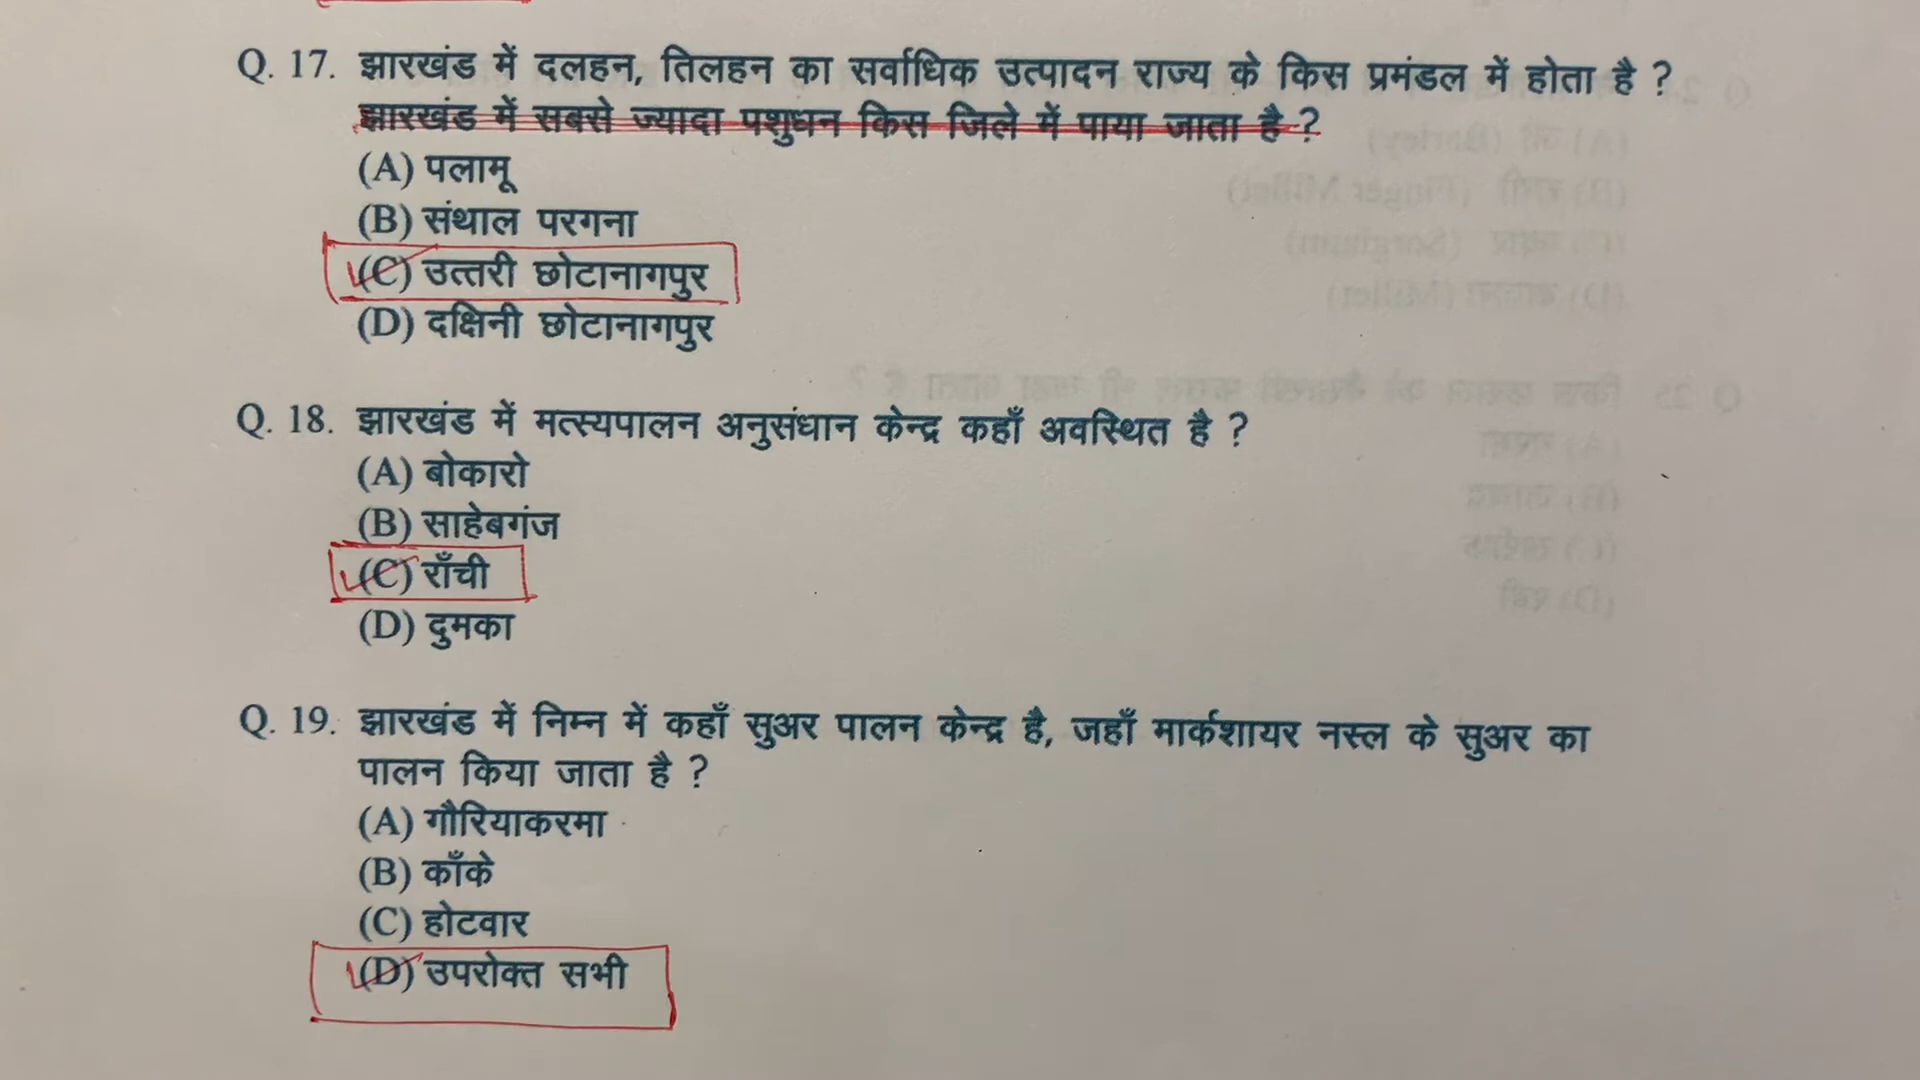 Q. 17. झारखंड में दलहन, तिलहन का सर्वाधिक उत्पादन राज्य के किस प्रमंडल में होता है ?
झारखंड में सबसे ज्यादा पशुधन किस जिले में पाया जाता है ?
(A) पलामू
(B) संथाल परगना
(C) उत्तरी छोटानागपुर
(D) दक्षिनी छोटानागपुर
Q. 18. झारखंड में मत्स्यपालन अनुसंधान केन्द्र कहाँ अवस्थित है ?
(A) बोकारो
(B) साहेबगंज
(C) राँची
(D) दुमका
Q. 19. झारखंड में निम्न में कहाँ सुअर पालन केन्द्र है, जहाँ मार्कशायर नस्ल के सुअर का
पालन किया जाता है ?
(A) गौरियाकरमा
(B) काँके
(C) होटवार
(D) उपरोक्त सभी